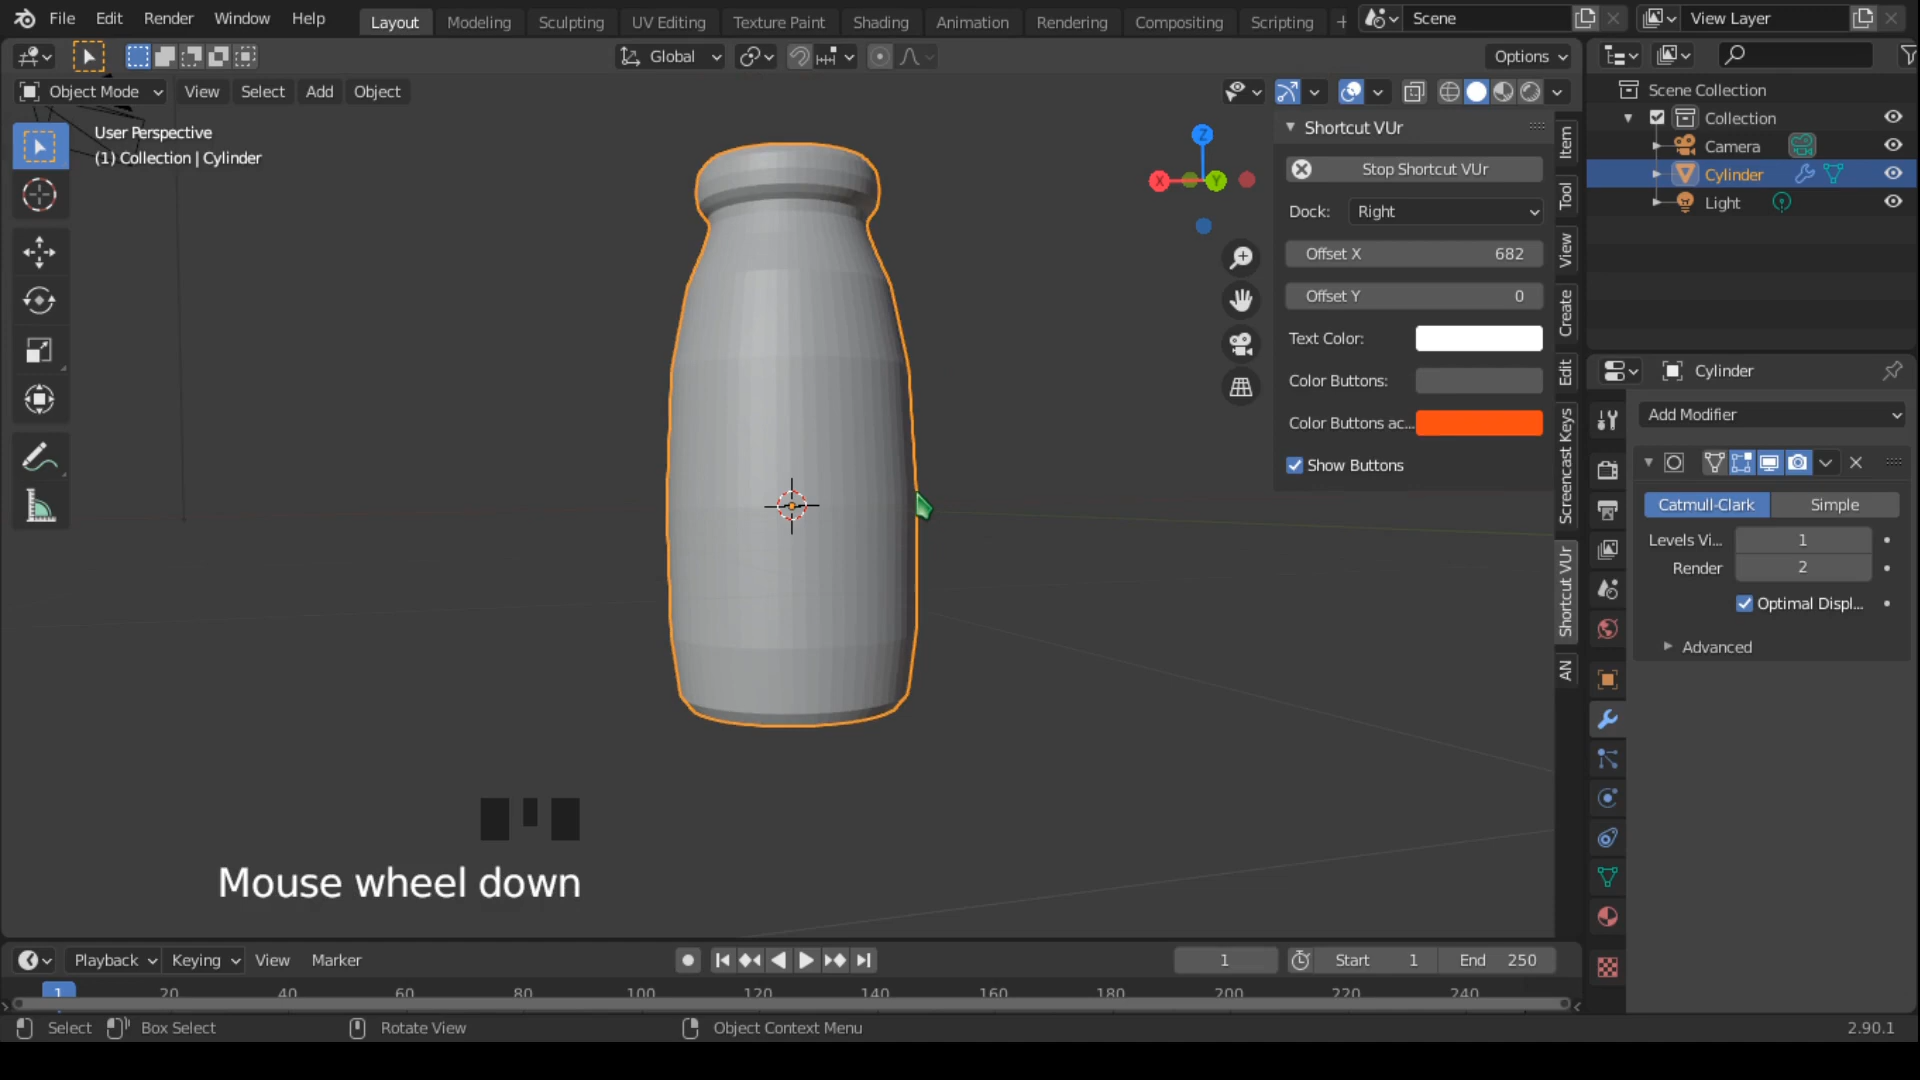 File Edit Render Window Help Layout Modeling Sculpting UV Editing Texture Paint Shading Animation Rendering Compositing Scripting + Scene View Layer
Global Options
Object Mode View Select Add Object
Scene Collection
Collection
Camera
Cylinder
Light
User Perspective
(1) Collection | Cylinder
Z
X
Y
Shortcut VUr
Stop Shortcut VUr
Dock: Right
Offset X 682
Offset Y 0
Text Color:
Color Buttons:
Color Buttons ac...
Show Buttons
Item
Tool
View
Create
Edit
Screencast Keys
Shortcut VUr
AN
Cylinder
Add Modifier
Catmull-Clark Simple
Levels Vi... 1
Render 2
Optimal Displ...
Advanced
Mouse wheel down
Playback Keying View Marker 1 Start 1 End 250
1 20 40 60 80 100 120 140 160 180 200 220 240
Select Box Select Rotate View Object Context Menu 2.90.1